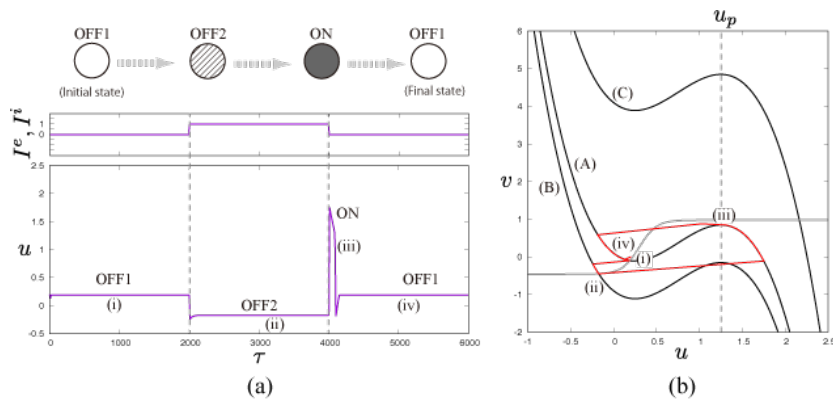 OFF1 OFF2 ON OFF1
(Initial state) (Final state)
I^e, I^i
1
0
2.5
2
1.5
1
0.5
0
-0.5
u
ON
(iii)
OFF1 OFF2 OFF1
(i) (ii) (iv)
0 1000 2000 3000 4000 5000 6000
τ
(a)
u_p
6
5
4
3
2
1
0
-1
-2
v
(C)
(A)
(B)
(iii)
(iv)
(i)
(ii)
-1 -0.5 0 0.5 1 1.5 2 2.5
u
(b)